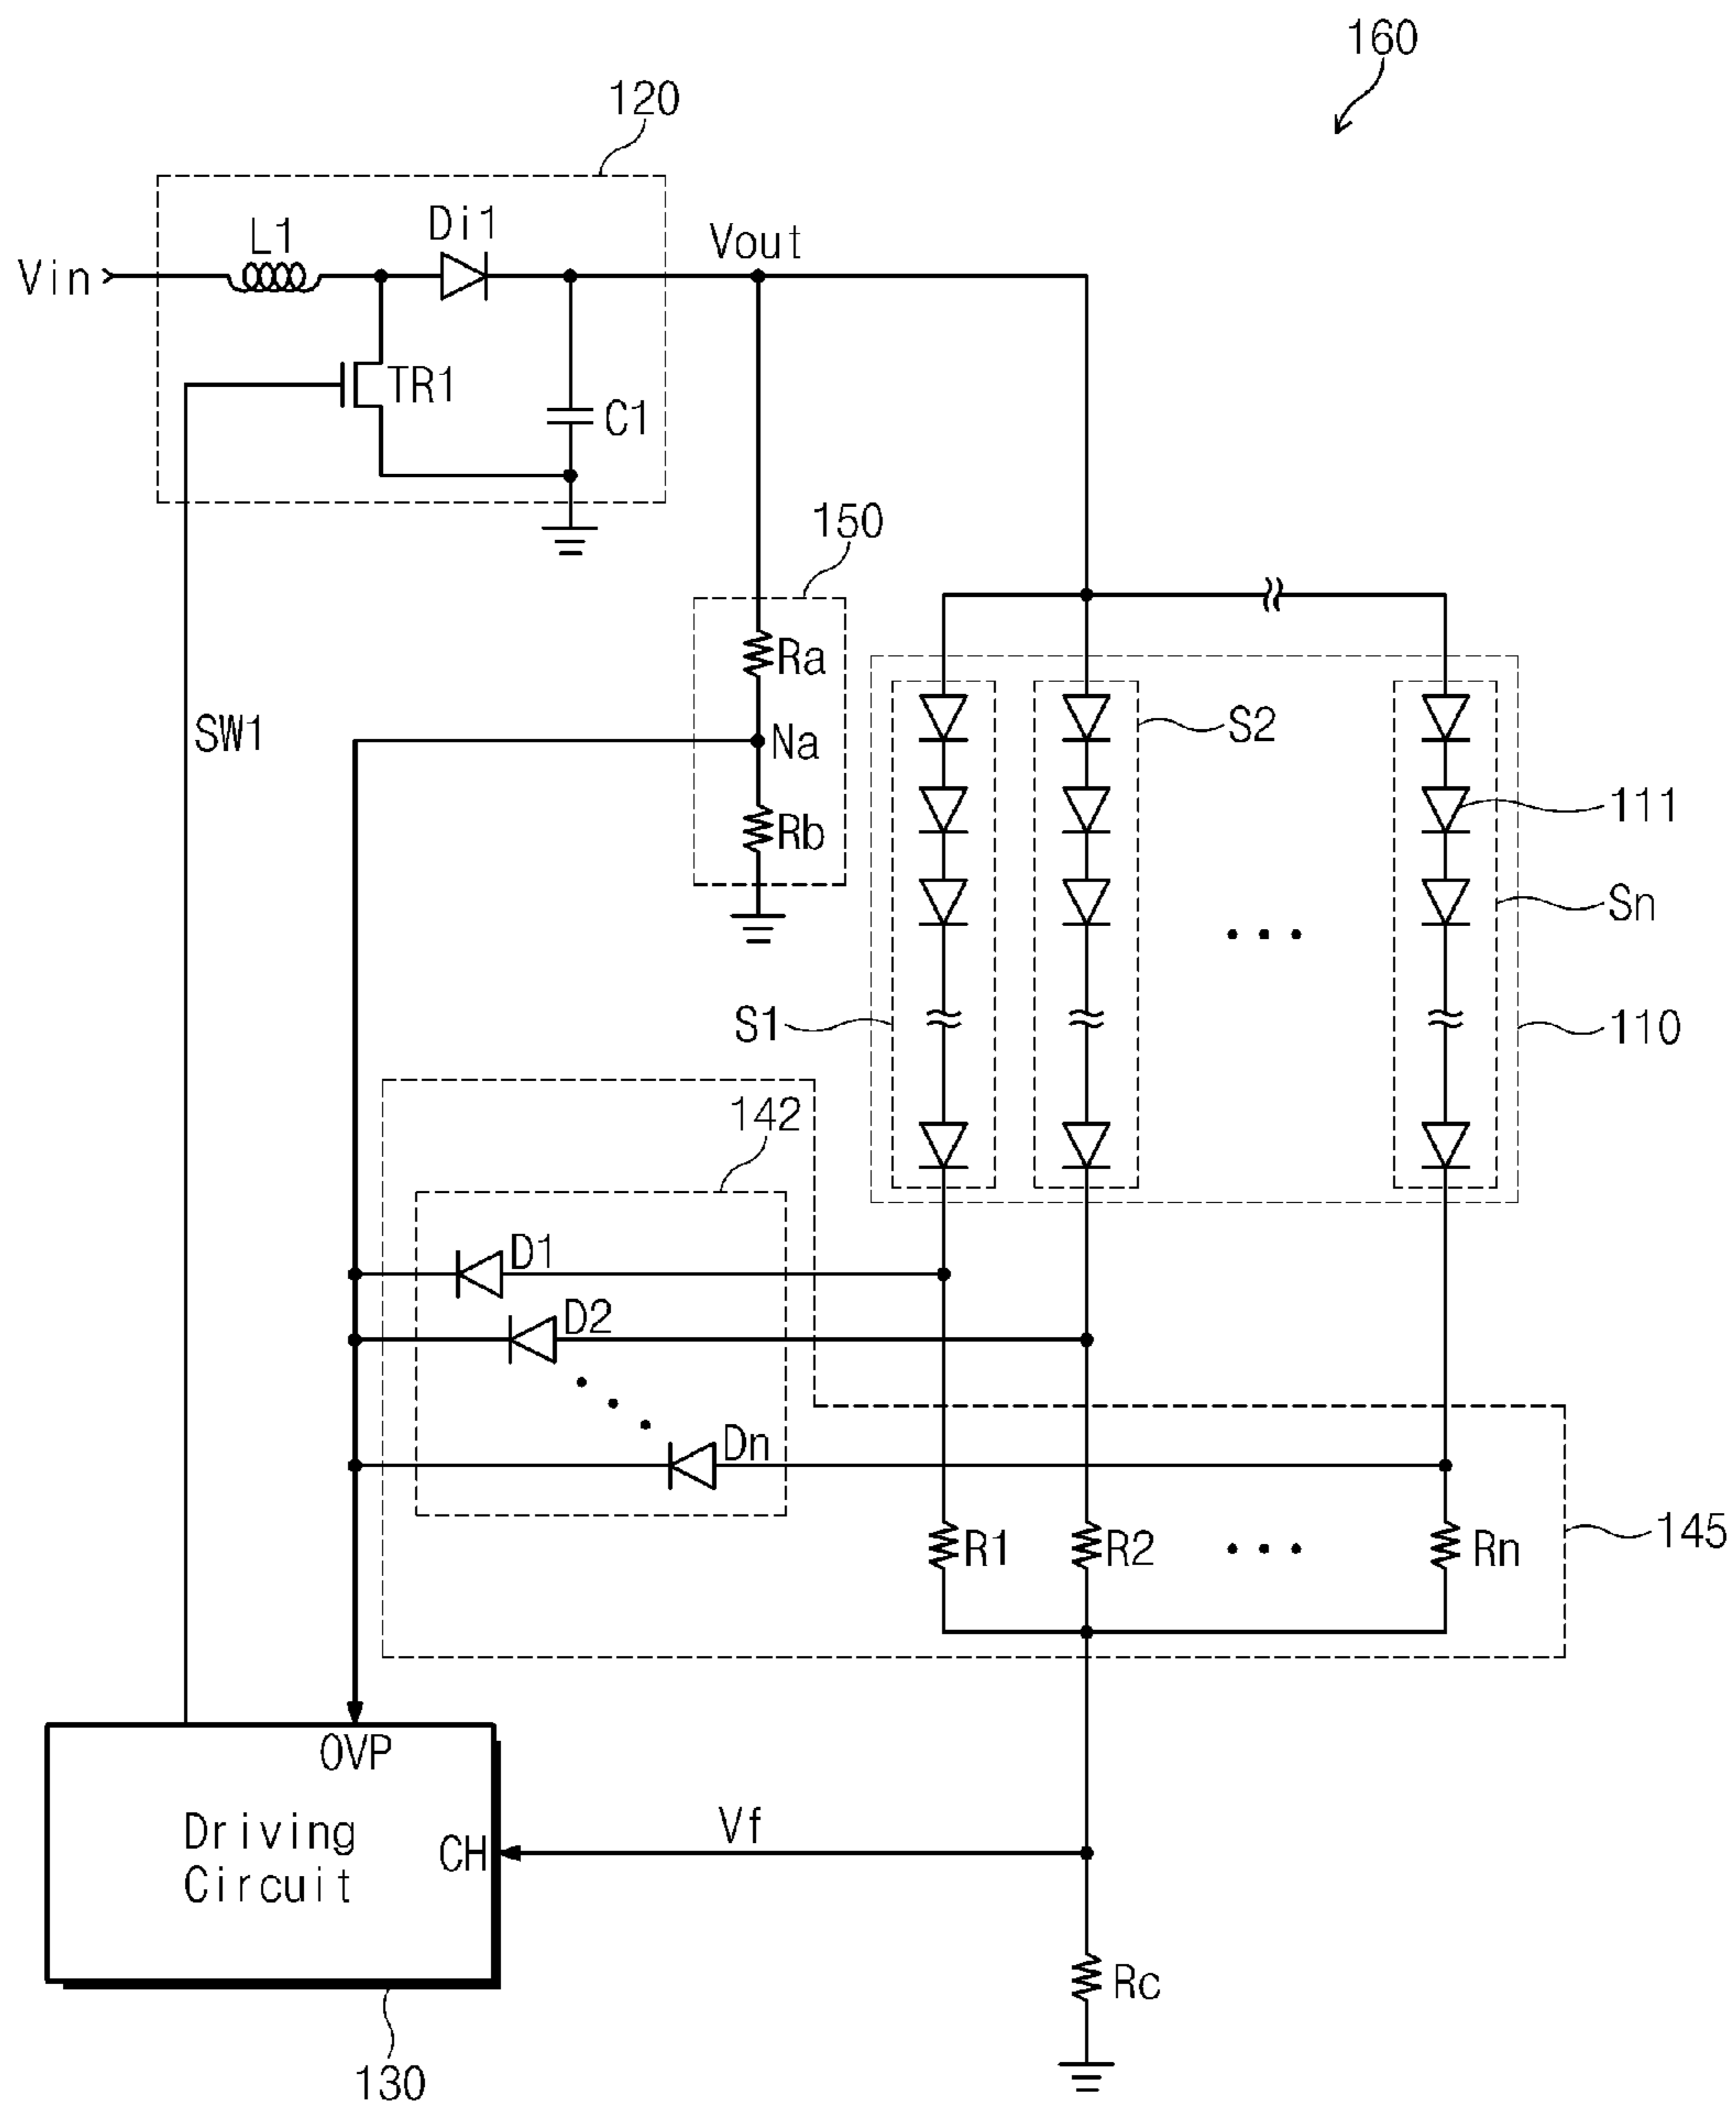 160
120
L1
Di1
Vout
Vin
TR1
C1
150
Ra
SW1
Na
S2
111
Rb
Sn
S1
110
142
D1
D2
Dn
R1
R2
Rn
145
OVP
Driving
Circuit
CH
Vf
Rc
130